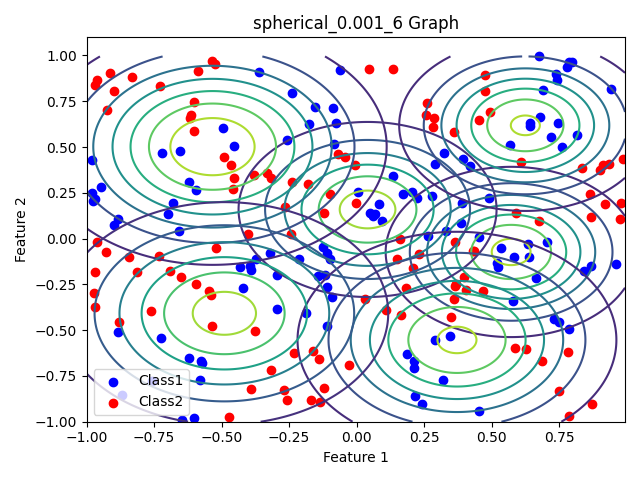 spherical_0.001_6 Graph
1.00
0.75
0.50
0.25
0.00
−0.25
−0.50
−0.75
−1.00
Feature 2
Class1
Class2
−1.00 −0.75 −0.50 −0.25 0.00 0.25 0.50 0.75
Feature 1